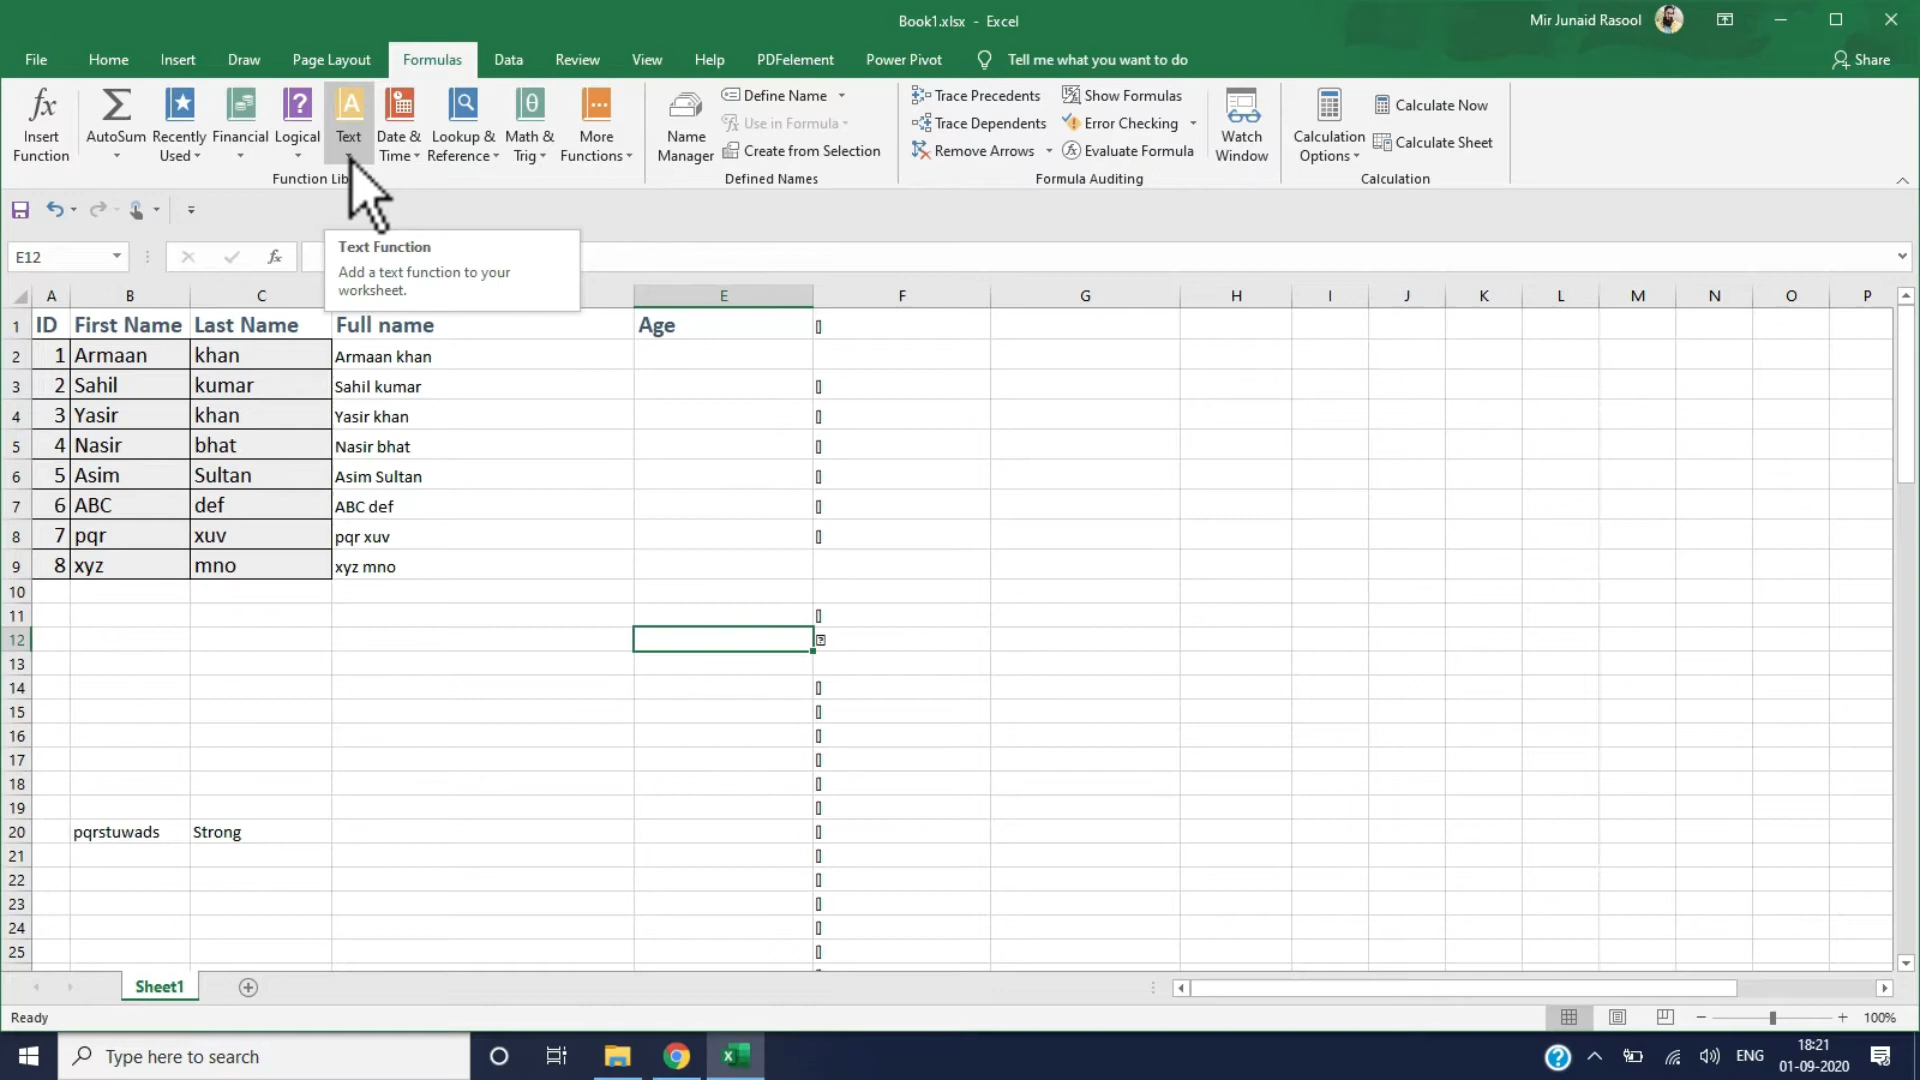 Book1.xlsx - Excel
Mir Junaid Rasool
File Home Insert Draw Page Layout Formulas Data Review View Help PDFelement Power Pivot Tell me what you want to do Share
Insert Function
AutoSum
Recently Used
Financial
Logical
Text
Date & Time
Lookup & Reference
Math & Trig
More Functions
Name Manager
Define Name
Use in Formula
Create from Selection
Trace Precedents
Trace Dependents
Remove Arrows
Show Formulas
Error Checking
Evaluate Formula
Watch Window
Calculation Options
Calculate Now
Calculate Sheet
Function Lib
Defined Names
Formula Auditing
Calculation
E12
fx
Text Function
Add a text function to your
worksheet.
A B C E F G H I J K L M N O P
1 ID First Name Last Name Full name Age
2 1 Armaan khan Armaan khan
3 2 Sahil kumar Sahil kumar
4 3 Yasir khan Yasir khan
5 4 Nasir bhat Nasir bhat
6 5 Asim Sultan Asim Sultan
7 6 ABC def ABC def
8 7 pqr xuv pqr xuv
9 8 xyz mno xyz mno
10
11
12
13
14
15
16
17
18
19
20 pqrstuwads Strong
21
22
23
24
25
Sheet1
Ready
100%
Type here to search
ENG
18:21
01-09-2020